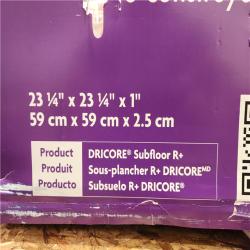 23 ¼" x 23 ¼" x 1"
59 cm x 59 cm x 2.5 cm
Product DRICORE® Subfloor R+
Produit Sous-plancher R+ DRICORE MD
Producto Subsuelo R+ DRICORE®